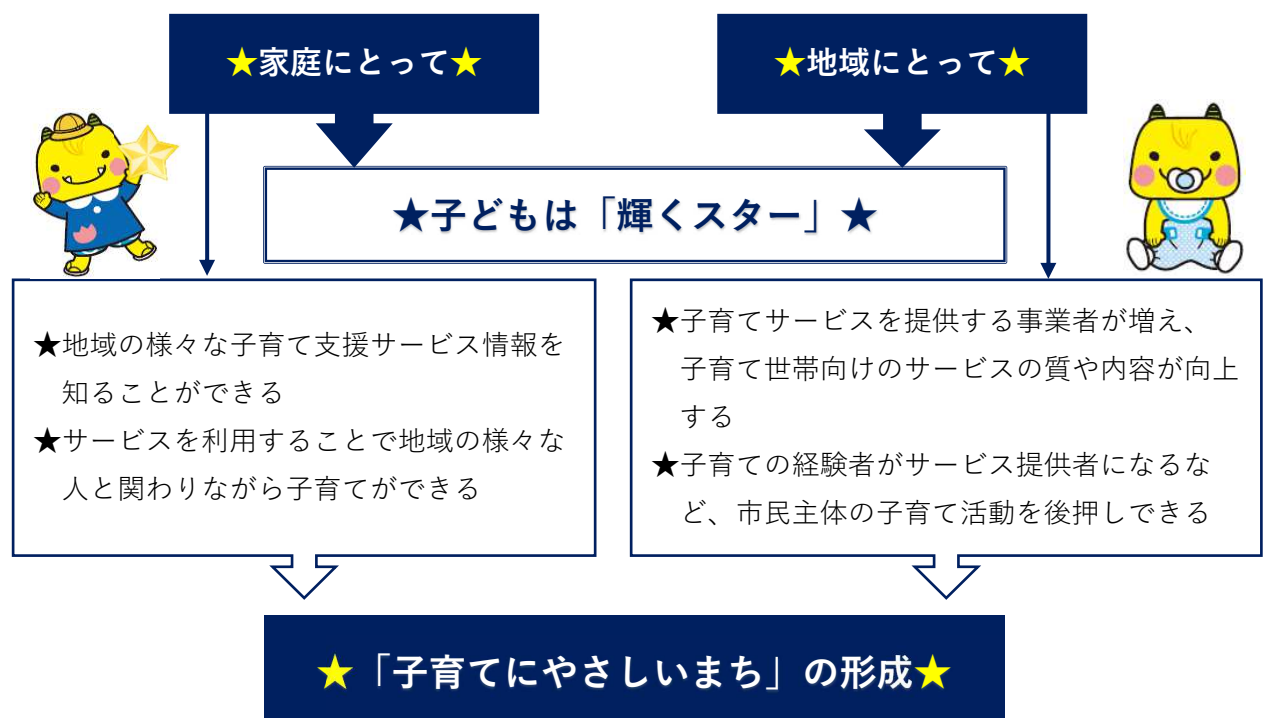 ★家庭にとって★
★地域にとって★
★子どもは「輝くスター」★
★地域の様々な子育て支援サービス情報を
知ることができる
★サービスを利用することで地域の様々な
人と関わりながら子育てができる
★子育てサービスを提供する事業者が増え、
子育て世帯向けのサービスの質や内容が向上
する
★子育ての経験者がサービス提供者になるな
ど、市民主体の子育て活動を後押しできる
★「子育てにやさしいまち」の形成★